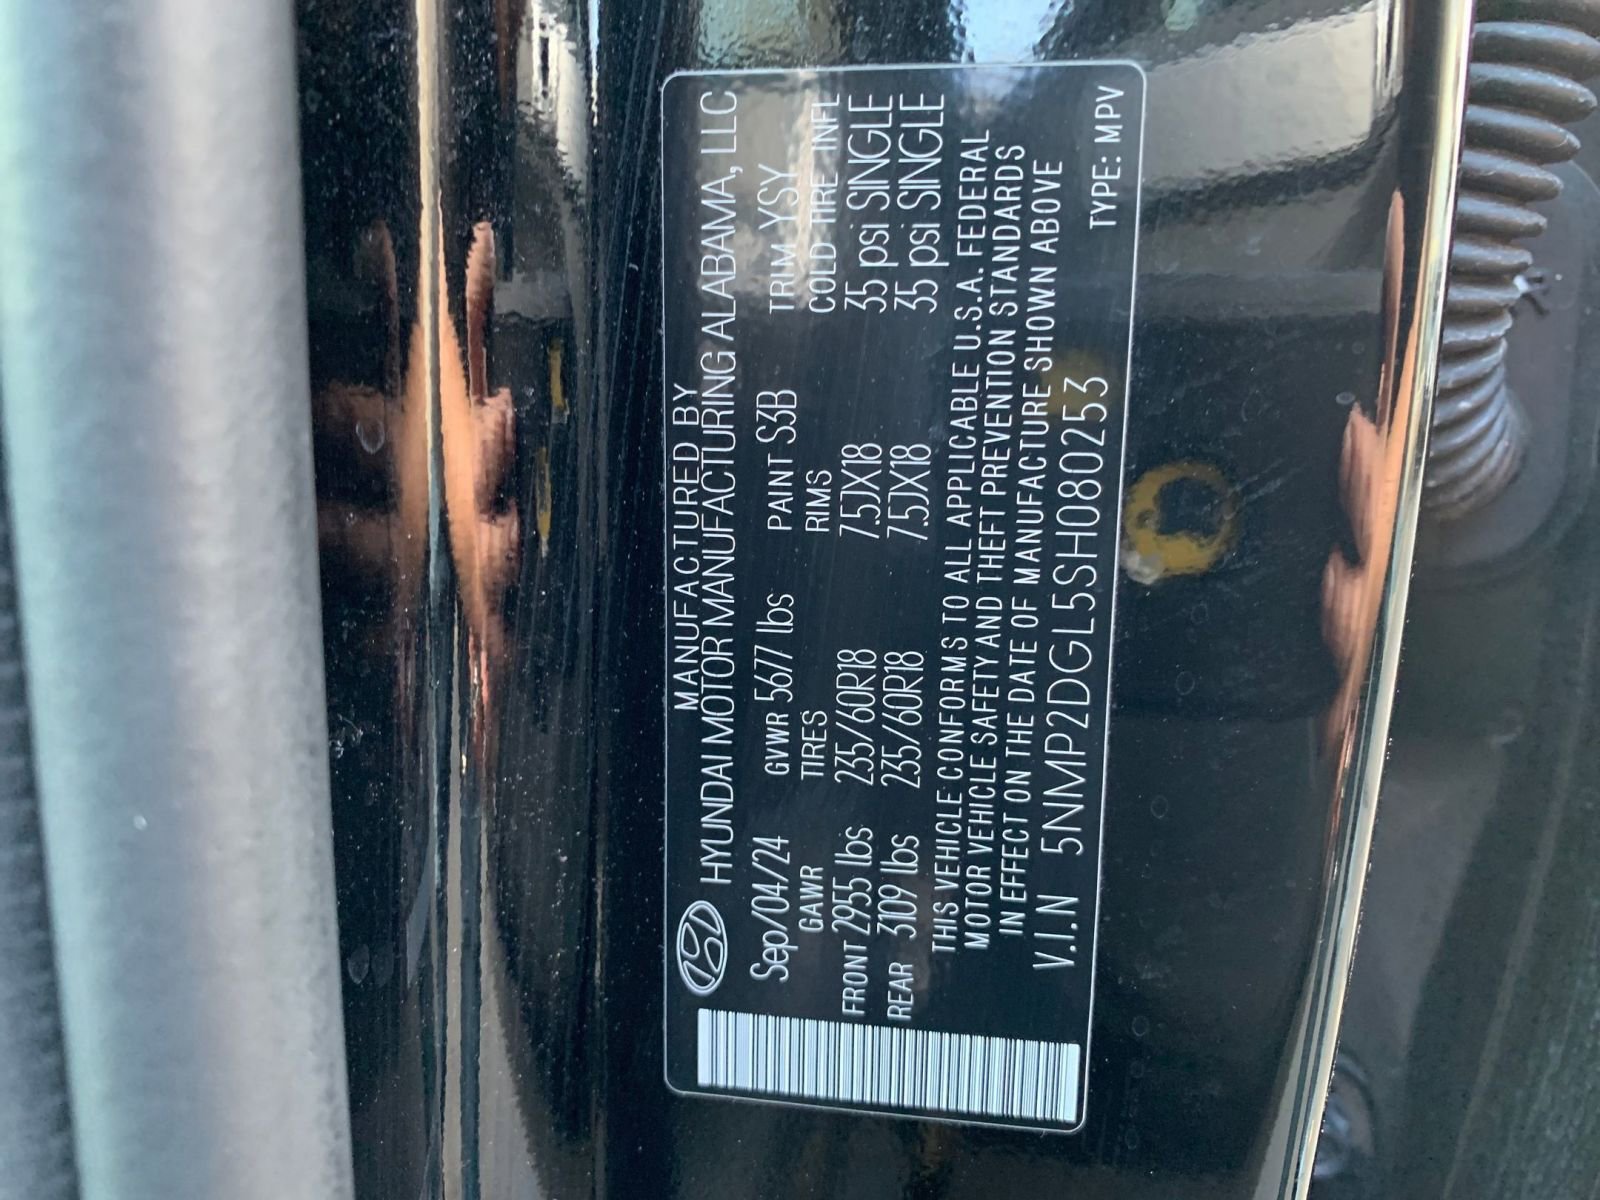 MANUFACTURED BY
HYUNDAI MOTOR MANUFACTURING ALABAMA, LLC
Sep/04/24 GVWR 5677 lbs PAINT S3B TRIM YSY
GAWR TIRES RIMS COLD TIRE INFL
FRONT 2955 lbs 235/60R18 7.5JX18 35 psi SINGLE
REAR 3109 lbs 235/60R18 7.5JX18 35 psi SINGLE
THIS VEHICLE CONFORMS TO ALL APPLICABLE U.S.A. FEDERAL
MOTOR VEHICLE SAFETY AND THEFT PREVENTION STANDARDS
IN EFFECT ON THE DATE OF MANUFACTURE SHOWN ABOVE
V.I.N 5NMP2DGL5SH080253 TYPE: MPV